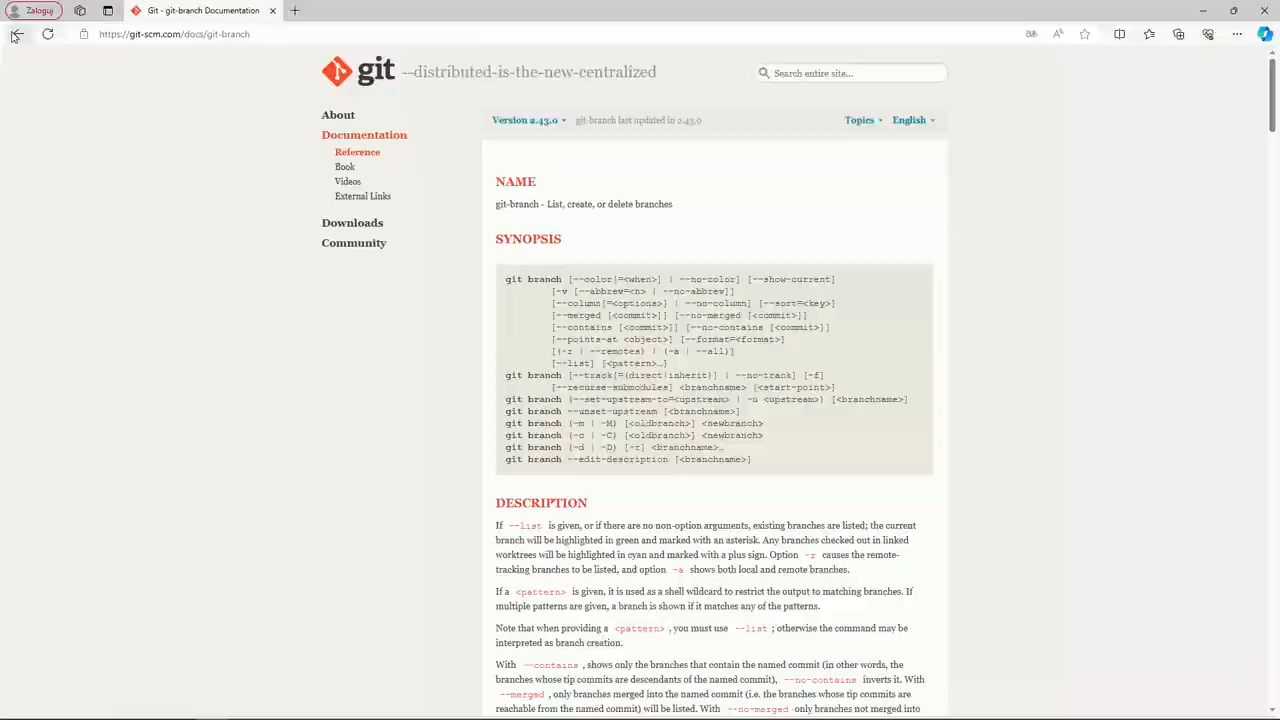 Zaloguj
Git - git-branch Documentation
https://git-scm.com/docs/git-branch
git --distributed-is-the-new-centralized
Search entire site...
About
Documentation
Reference
Book
Videos
External Links
Downloads
Community
Version 2.43.0 ▾ git-branch last updated in 2.43.0
Topics ▾ English ▾
NAME
git-branch - List, create, or delete branches
SYNOPSIS
git branch [--color[=<when>] | --no-color] [--show-current]
[-v [--abbrev=<n> | --no-abbrev]]
[--column[=<options>] | --no-column] [--sort=<key>]
[--merged [<commit>]] [--no-merged [<commit>]]
[--contains [<commit>]] [--no-contains [<commit>]]
[--points-at <object>] [--format=<format>]
[(-r | --remotes) | (-a | --all)]
[--list] [<pattern>…]
git branch [--track[=(direct|inherit)] | --no-track] [-f]
[--recurse-submodules] <branchname> [<start-point>]
git branch (--set-upstream-to=<upstream> | -u <upstream>) [<branchname>]
git branch --unset-upstream [<branchname>]
git branch (-m | -M) [<oldbranch>] <newbranch>
git branch (-c | -C) [<oldbranch>] <newbranch>
git branch (-d | -D) [-r] <branchname>…
git branch --edit-description [<branchname>]
DESCRIPTION
If --list is given, or if there are no non-option arguments, existing branches are listed; the current
branch will be highlighted in green and marked with an asterisk. Any branches checked out in linked
worktrees will be highlighted in cyan and marked with a plus sign. Option -r causes the remote-
tracking branches to be listed, and option -a shows both local and remote branches.
If a <pattern> is given, it is used as a shell wildcard to restrict the output to matching branches. If
multiple patterns are given, a branch is shown if it matches any of the patterns.
Note that when providing a <pattern> , you must use --list ; otherwise the command may be
interpreted as branch creation.
With --contains , shows only the branches that contain the named commit (in other words, the
branches whose tip commits are descendants of the named commit), --no-contains inverts it. With
--merged , only branches merged into the named commit (i.e. the branches whose tip commits are
reachable from the named commit) will be listed. With --no-merged only branches not merged into